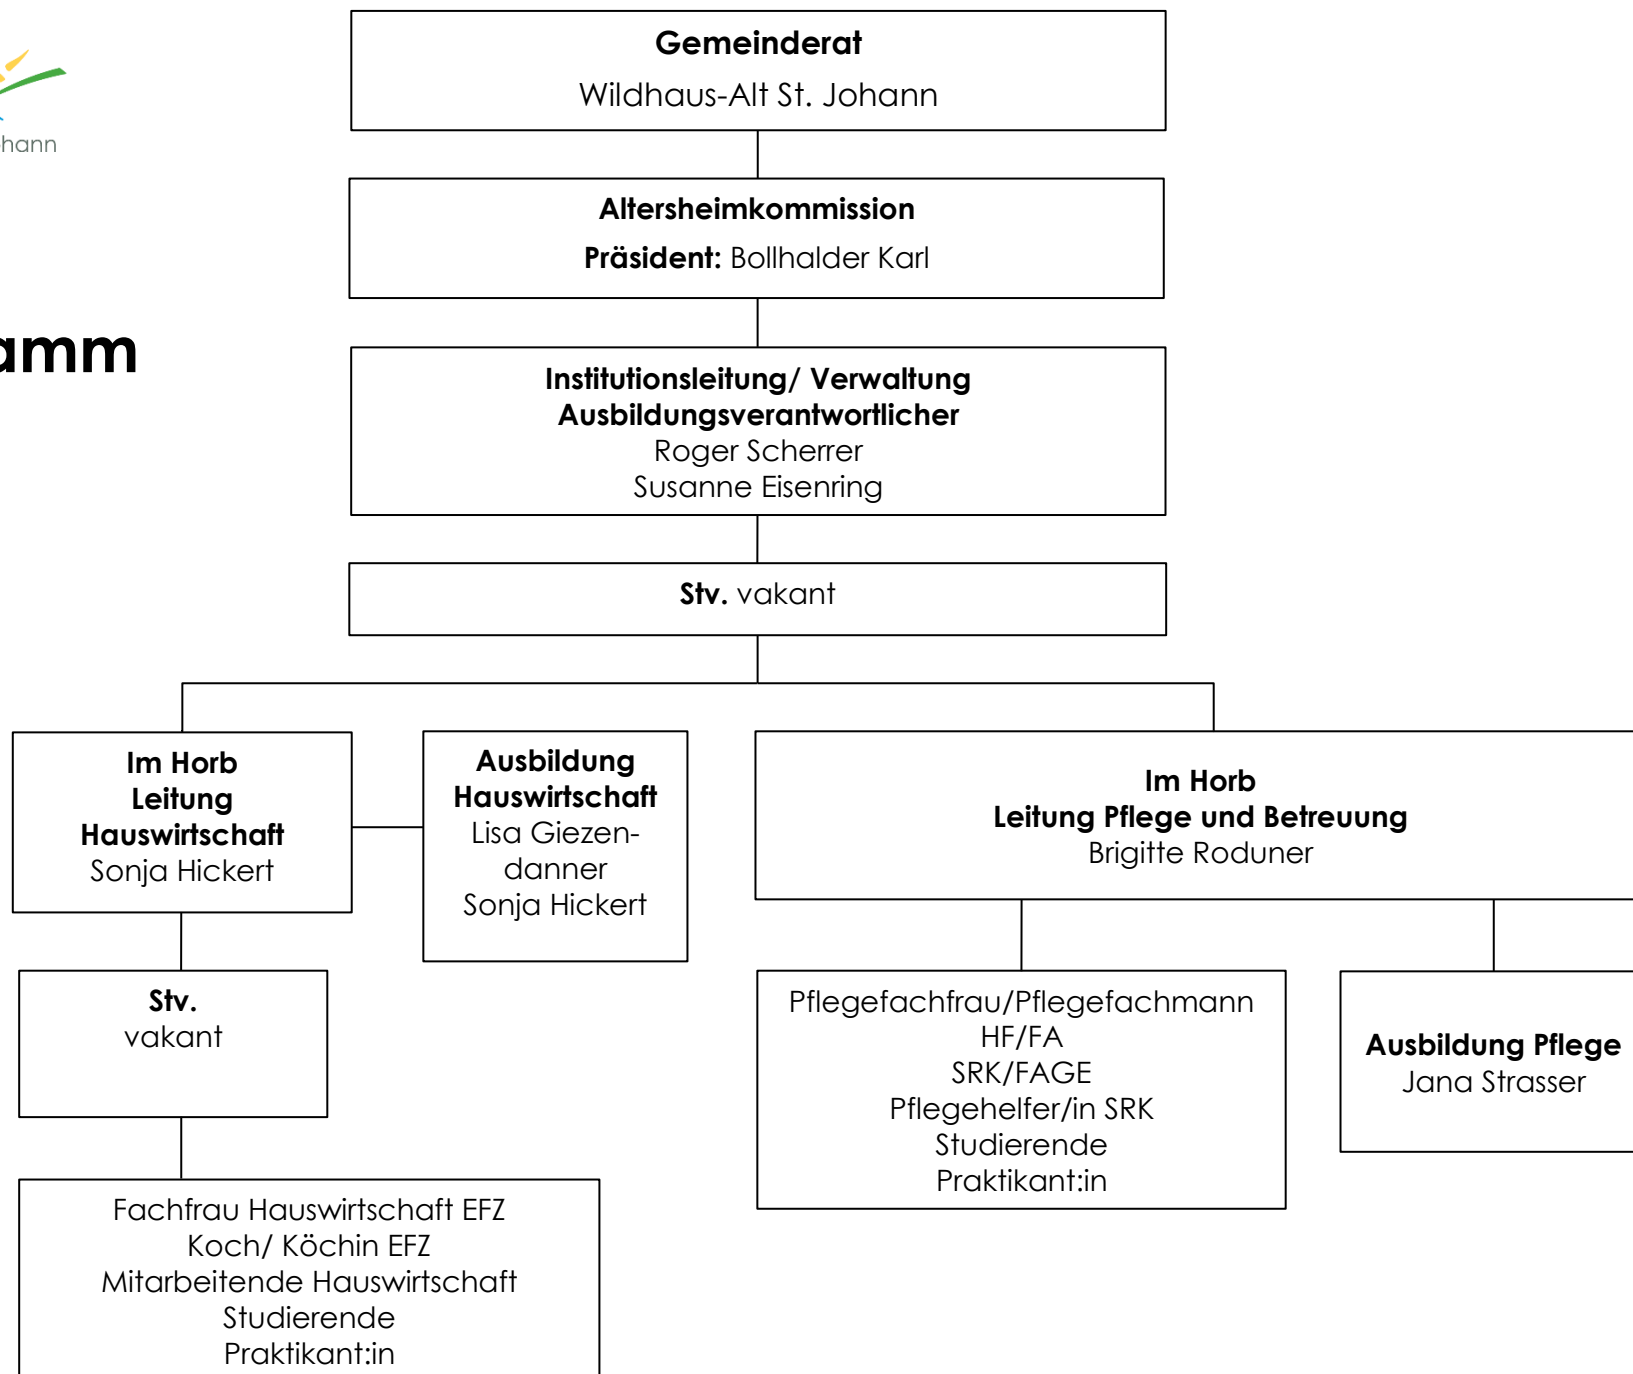 Gemeinderat
Wildhaus-Alt St. Johann
hann
Altersheimkommission
Präsident: Bollhalder Karl
amm
Institutionsleitung/ Verwaltung
Ausbildungsverantwortlicher
Roger Scherrer
Susanne Eisenring
Stv. vakant
Im Horb
Leitung
Hauswirtschaft
Sonja Hickert
Ausbildung
Hauswirtschaft
Lisa Giezen-
danner
Sonja Hickert
Im Horb
Leitung Pflege und Betreuung
Brigitte Roduner
Stv.
vakant
Pflegefachfrau/Pflegefachmann
HF/FA
SRK/FAGE
Pflegehelfer/in SRK
Studierende
Praktikant:in
Ausbildung Pflege
Jana Strasser
Fachfrau Hauswirtschaft EFZ
Koch/ Köchin EFZ
Mitarbeitende Hauswirtschaft
Studierende
Praktikant:in